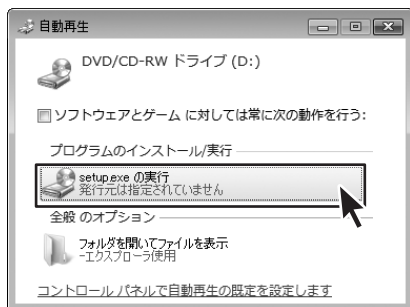 自動再生
DVD/CD-RW ドライブ (D:)
ソフトウェアとゲーム に対しては常に次の動作を行う:
プログラムのインストール/実行
setup.exe の実行
発行元は指定されていません
全般 のオプション
フォルダを開いてファイルを表示
-エクスプローラ使用
コントロール パネルで自動再生の既定を設定します